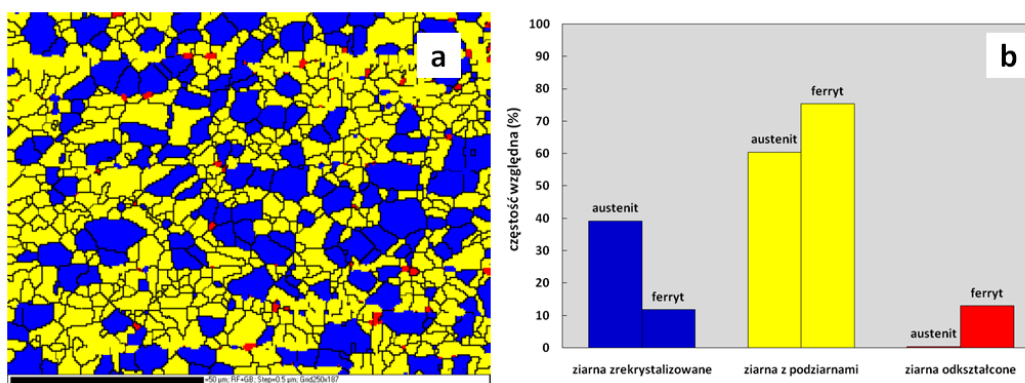 a
=50 µm; RF+GB; Step=0.5 µm; Grid250x187
b
częstość względna (%)
100
90
80
70
60
50
40
30
20
10
0
austenit
ferryt
austenit
ferryt
austenit
ferryt
ziarna zrekrystalizowane
ziarna z podziarnami
ziarna odkształcone